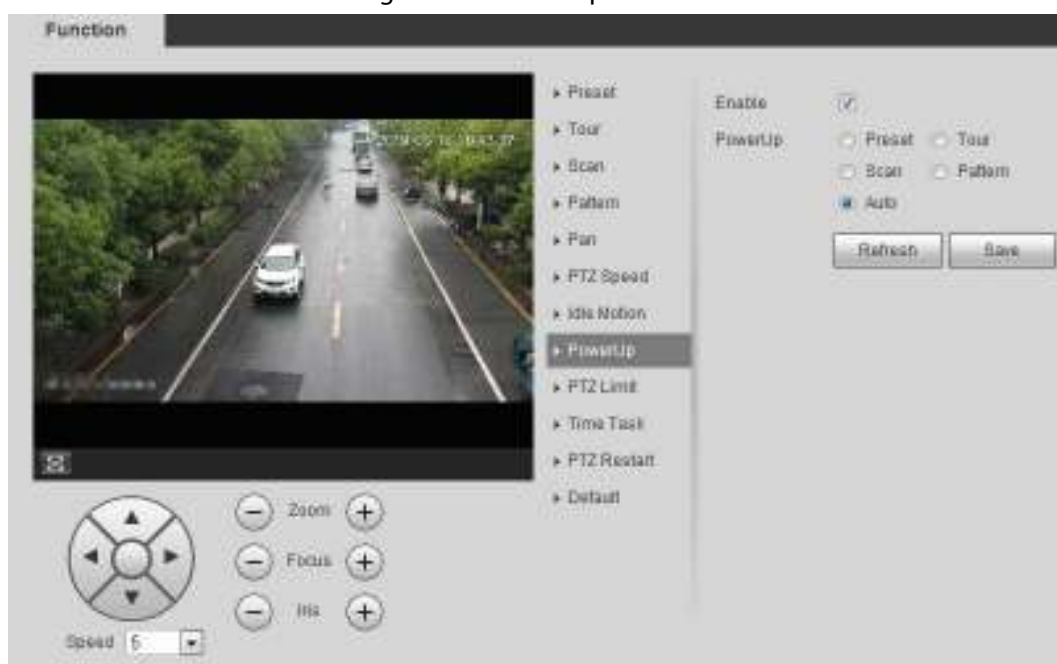 Function
Preset
Tour
Scan
Pattern
Pan
PTZ Speed
Idle Motion
PowerUp
PTZ Limit
Time Task
PTZ Restart
Default
Enable
PowerUp
Preset Tour
Scan Pattern
Auto
Refresh Save
Zoom
Focus
Iris
Speed 5